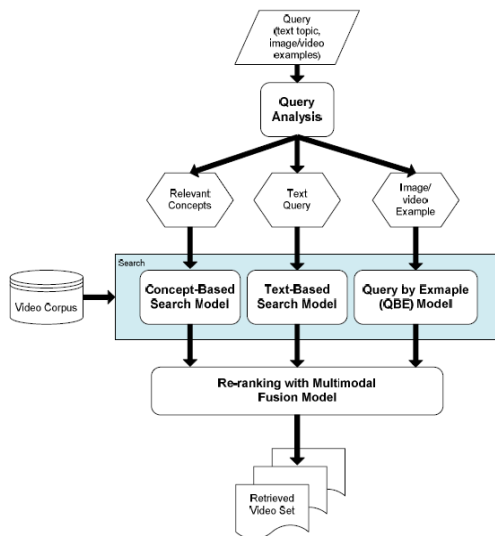 Query
(text topic,
image/video
examples)
Query
Analysis
Relevant
Concepts
Text
Query
Image/
video
Example
Search
Video Corpus
Concept-Based
Search Model
Text-Based
Search Model
Query by Exmaple
(QBE) Model
Re-ranking with Multimodal
Fusion Model
Retrieved
Video Set